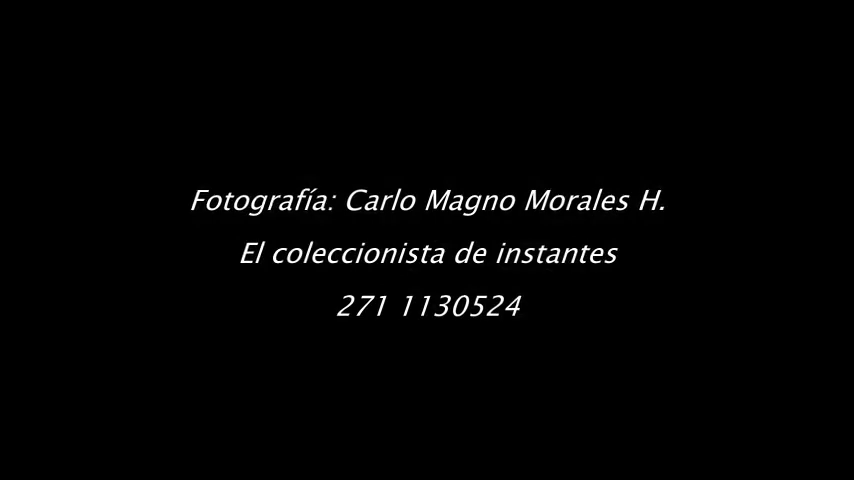 Fotografía: Carlo Magno Morales H.
El coleccionista de instantes
271 1130524